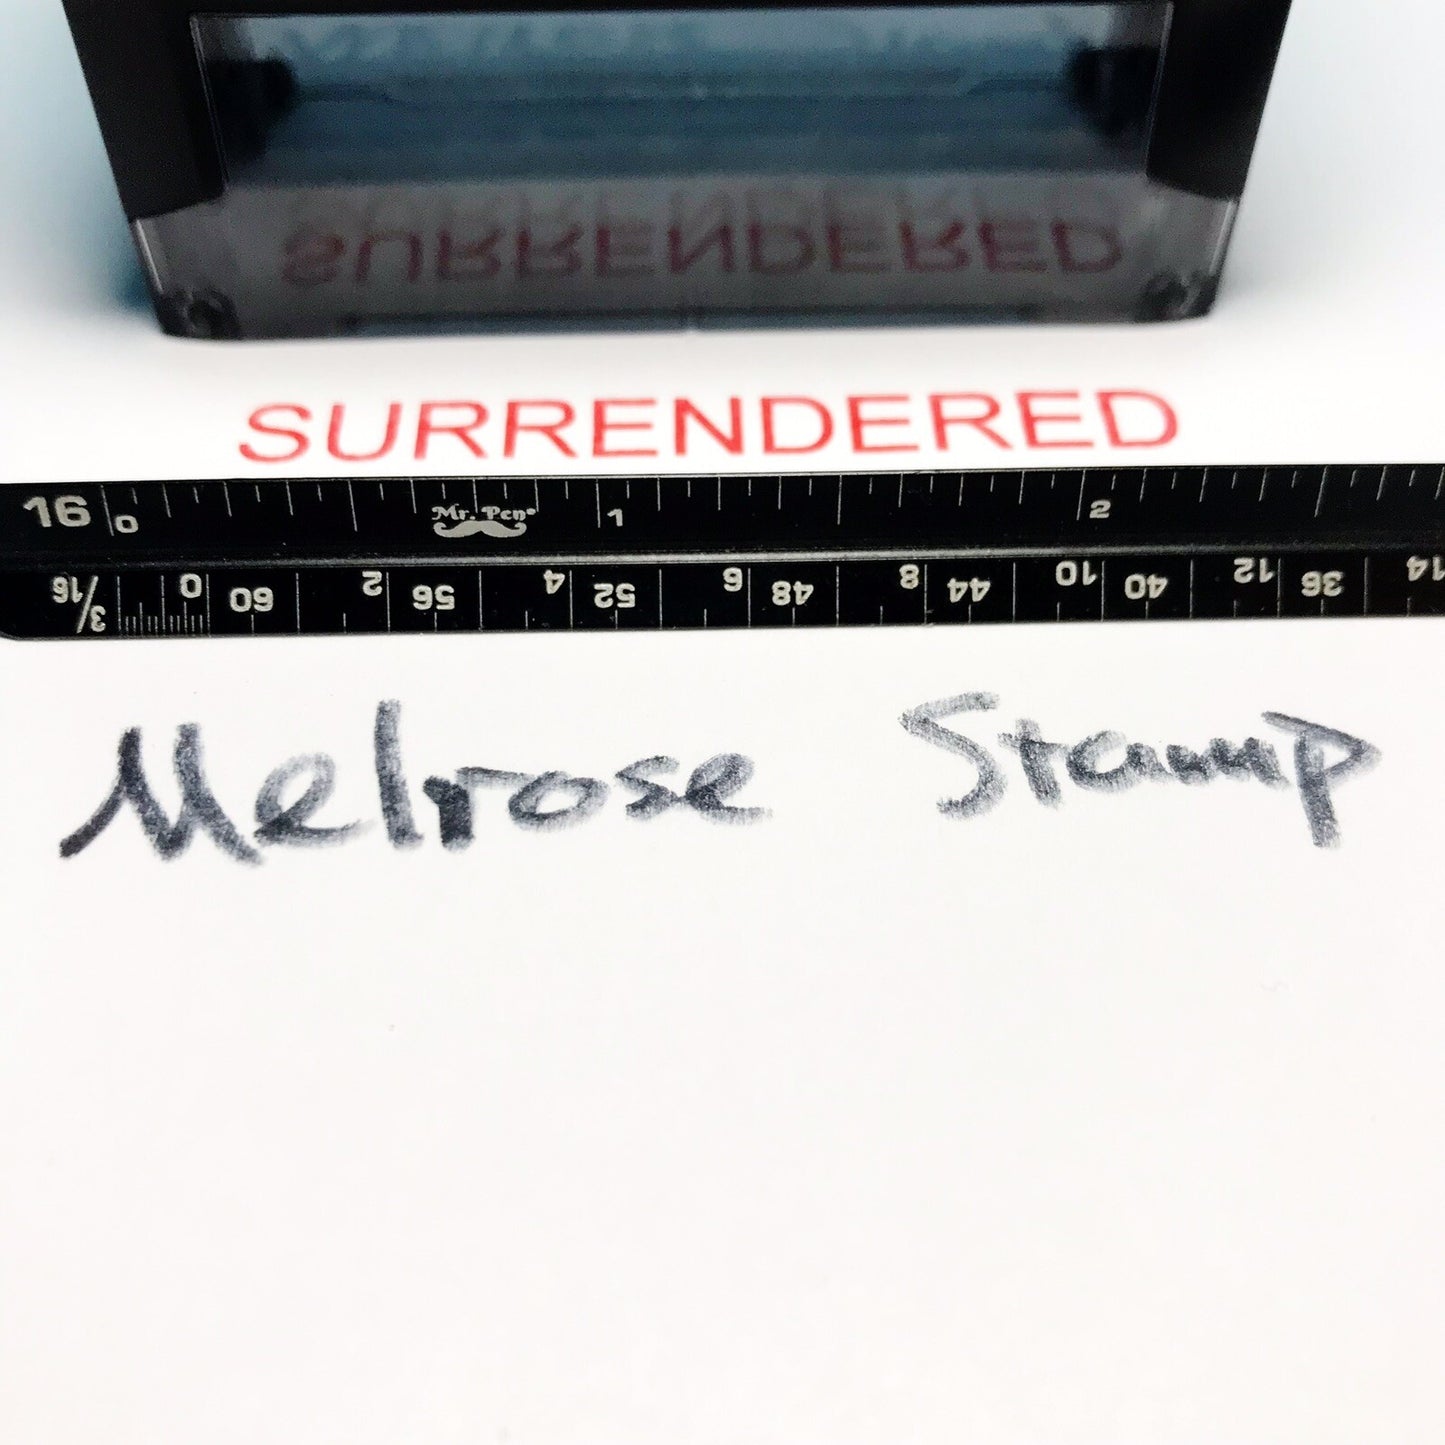 SURRENDERED
SURRENDERED
16 0 Mr. Pen 1 2
3/16 0 60 2 56 4 52 6 48 8 44 10 40 12 36 14
Melrose Stamp